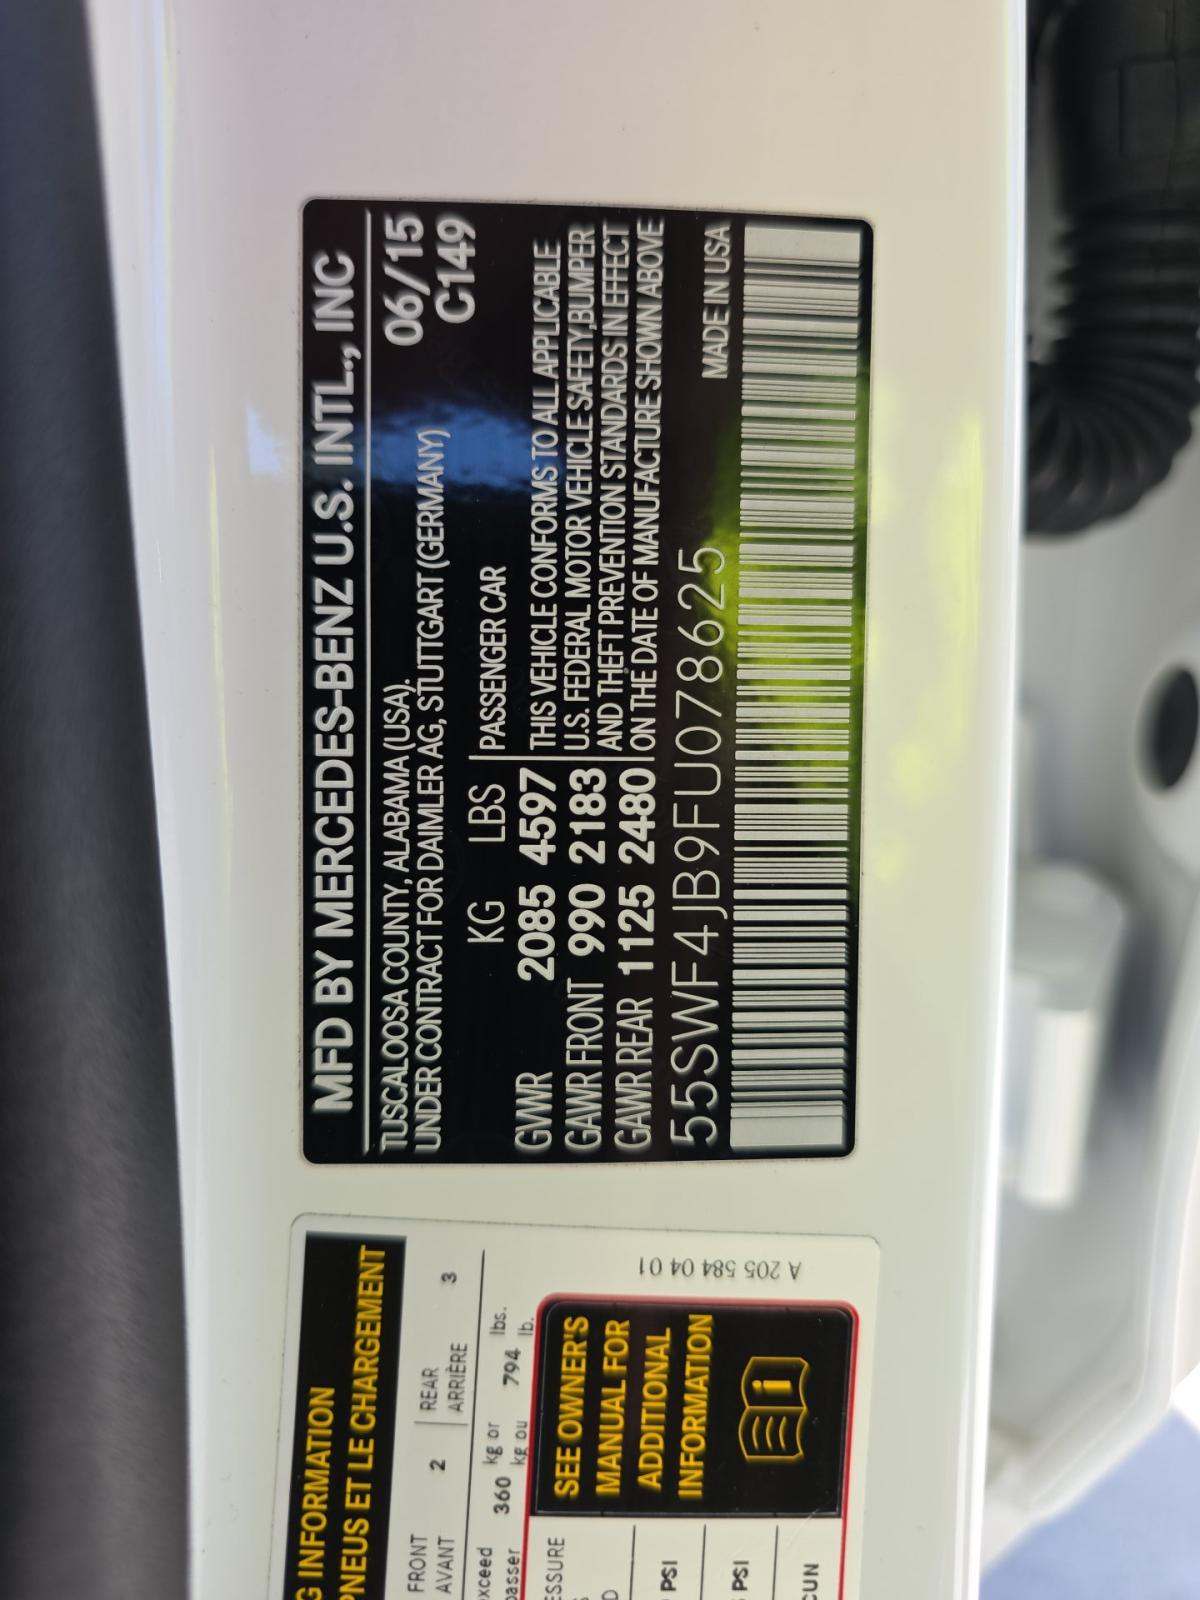 MFD BY MERCEDES-BENZ U.S. INTL., INC
TUSCALOOSA COUNTY, ALABAMA (USA). 06/15
UNDER CONTRACT FOR DAIMLER AG, STUTTGART (GERMANY) C149
KG LBS PASSENGER CAR
GVWR 2085 4597 THIS VEHICLE CONFORMS TO ALL APPLICABLE
GAWR FRONT 990 2183 U.S. FEDERAL MOTOR VEHICLE SAFETY,BUMPER
GAWR REAR 1125 2480 AND THEFT PREVENTION STANDARDS IN EFFECT
ON THE DATE OF MANUFACTURE SHOWN ABOVE
55SWF4JB9FU078625 MADE IN USA
G INFORMATION
PNEUS ET LE CHARGEMENT
FRONT 2 REAR 3
AVANT ARRIÈRE
xceed 360 kg or 794 lbs.
passer kg ou lb.
ESSURE
PSI
PSI
CUN
SEE OWNER'S
MANUAL FOR
ADDITIONAL
INFORMATION
i
A 205 584 04 01